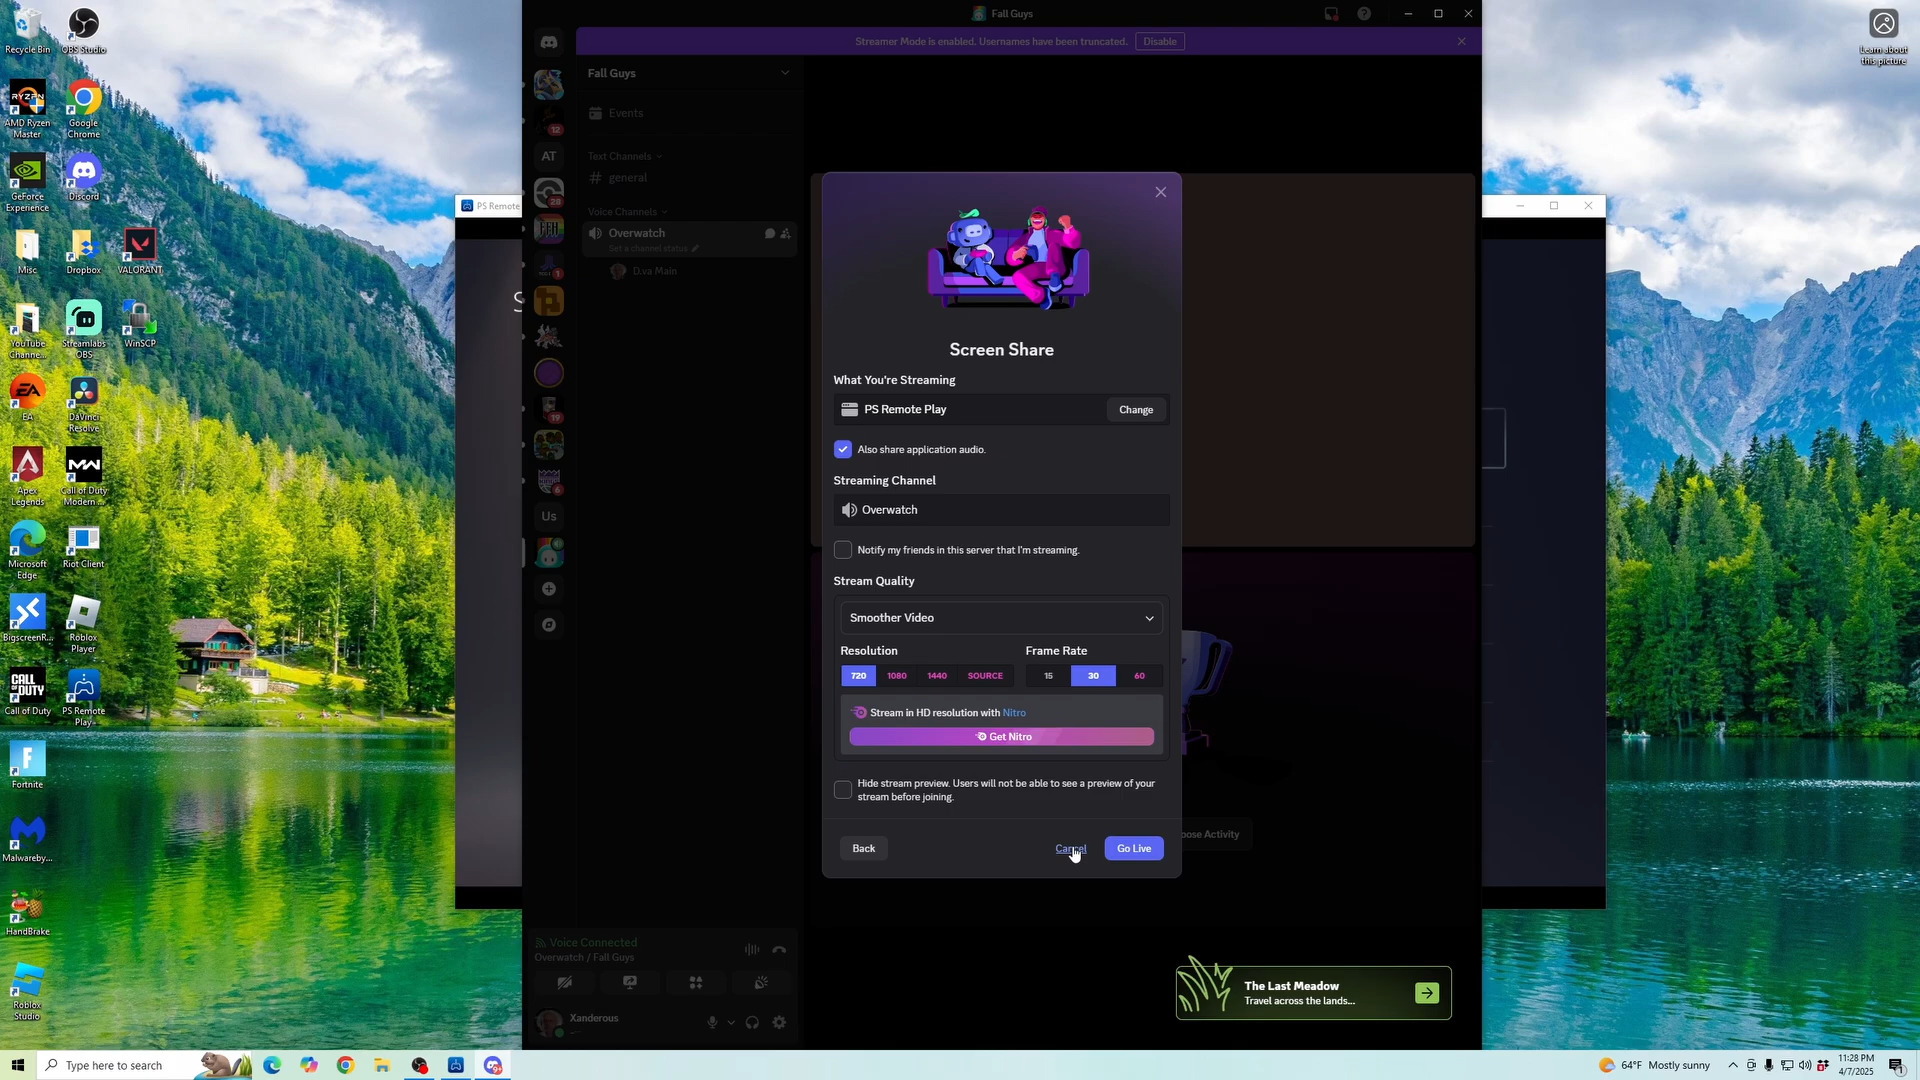 Recycle Bin
OBS Studio
AMD Ryzen
Master
Google
Chrome
GeForce
Experience
Discord
Misc
Dropbox
VALORANT
YouTube
Channe...
Streamlabs
OBS
WinSCP
EA
DaVinci
Resolve
Apex
Legends
Call of Duty
Modern ...
Microsoft
Edge
Riot Client
BigscreenR...
Roblox
Player
Call of Duty
PS Remote
Play
Fortnite
Malwareby...
HandBrake
Roblox
Studio
Learn about
this picture
PS Remote
Fall Guys
Streamer Mode is enabled. Usernames have been truncated.
Disable
Fall Guys
Events
Text Channels
general
Voice Channels
Overwatch
Set a channel status
D.va Main
12
AT
28
1
19
6
Us
Screen Share
What You're Streaming
PS Remote Play
Change
Also share application audio.
Streaming Channel
Overwatch
Notify my friends in this server that I'm streaming.
Stream Quality
Smoother Video
Resolution
Frame Rate
720 1080 1440 SOURCE
15 30 60
Stream in HD resolution with Nitro
Get Nitro
Hide stream preview. Users will not be able to see a preview of your
stream before joining.
Back
Cancel
Go Live
oose Activity
Voice Connected
Overwatch / Fall Guys
Xanderous
The Last Meadow
Travel across the lands...
Type here to search
64°F Mostly sunny
11:28 PM
4/7/2025